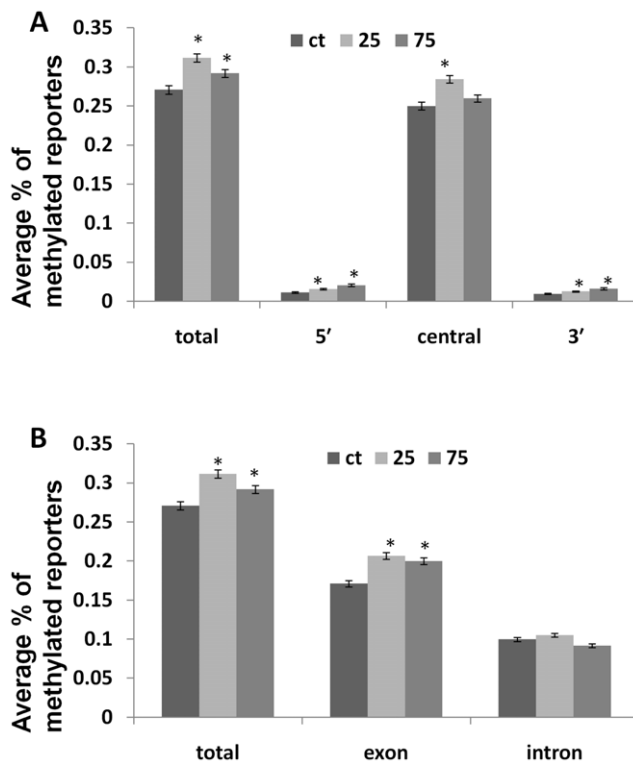 A
ct 25 75
Average % of
methylated reporters
0.35
0.3
0.25
0.2
0.15
0.1
0.05
0
* *
* *
*
* *
total 5′ central 3′
B
ct 25 75
Average % of
methylated reporters
0.35
0.3
0.25
0.2
0.15
0.1
0.05
0
* *
* *
total exon intron